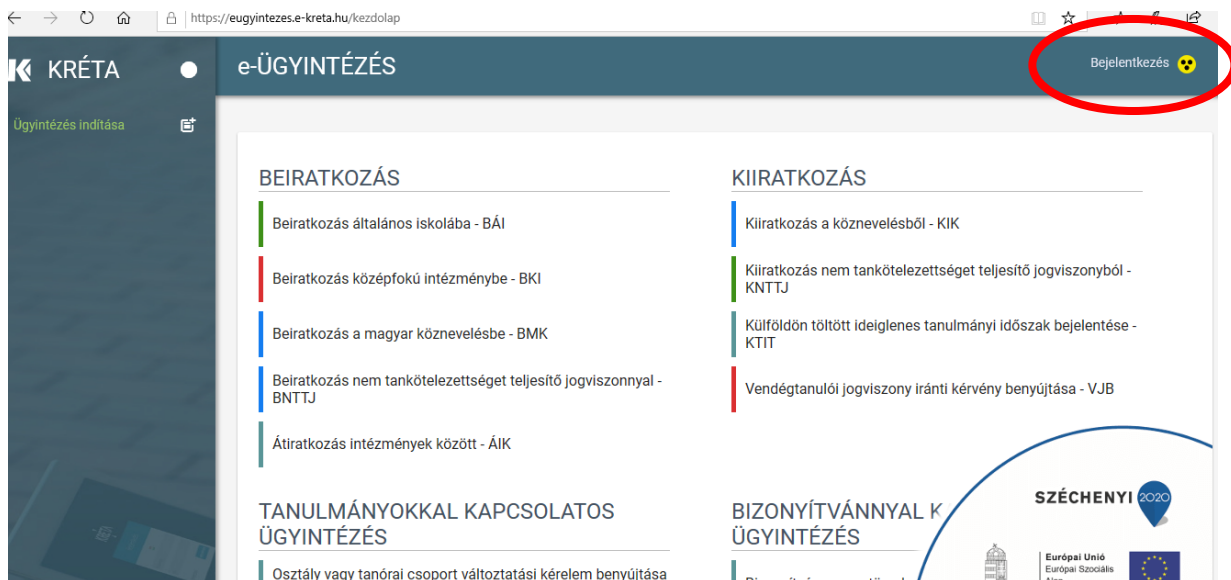 https://eugyintezes.e-kreta.hu/kezdolap
KRÉTA
e-ÜGYINTÉZÉS
Bejelentkezés
Ügyintézés indítása
BEIRATKOZÁS
Beiratkozás általános iskolába - BÁI
Beiratkozás középfokú intézménybe - BKI
Beiratkozás a magyar köznevelésbe - BMK
Beiratkozás nem tankötelezettséget teljesítő jogviszonnyal -
BNTTJ
Átiratkozás intézmények között - ÁIK
KIIRATKOZÁS
Kiiratkozás a köznevelésből - KIK
Kiiratkozás nem tankötelezettséget teljesítő jogviszonyból -
KNTTJ
Külföldön töltött ideiglenes tanulmányi időszak bejelentése -
KTIT
Vendégtanulói jogviszony iránti kérvény benyújtása - VJB
TANULMÁNYOKKAL KAPCSOLATOS
ÜGYINTÉZÉS
Osztály vagy tanórai csoport változtatási kérelem benyújtása
BIZONYÍTVÁNNYAL K
ÜGYINTÉZÉS
SZÉCHENYI 2020
Európai Unió
Európai Szociális